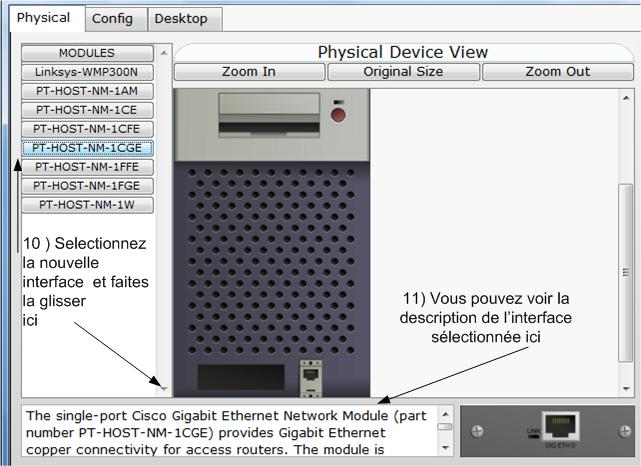 Physical
Config
Desktop
MODULES
Linksys-WMP300N
PT-HOST-NM-1AM
PT-HOST-NM-1CE
PT-HOST-NM-1CFE
PT-HOST-NM-1CGE
PT-HOST-NM-1FFE
PT-HOST-NM-1FGE
PT-HOST-NM-1W
10 ) Selectionnez
la nouvelle
interface et faites
la glisser
ici
Physical Device View
Zoom In
Original Size
Zoom Out
11) Vous pouvez voir la
description de l'interface
sélectionnée ici
The single-port Cisco Gigabit Ethernet Network Module (part
number PT-HOST-NM-1CGE) provides Gigabit Ethernet
copper connectivity for access routers. The module is
LINK
GIG ETH 0